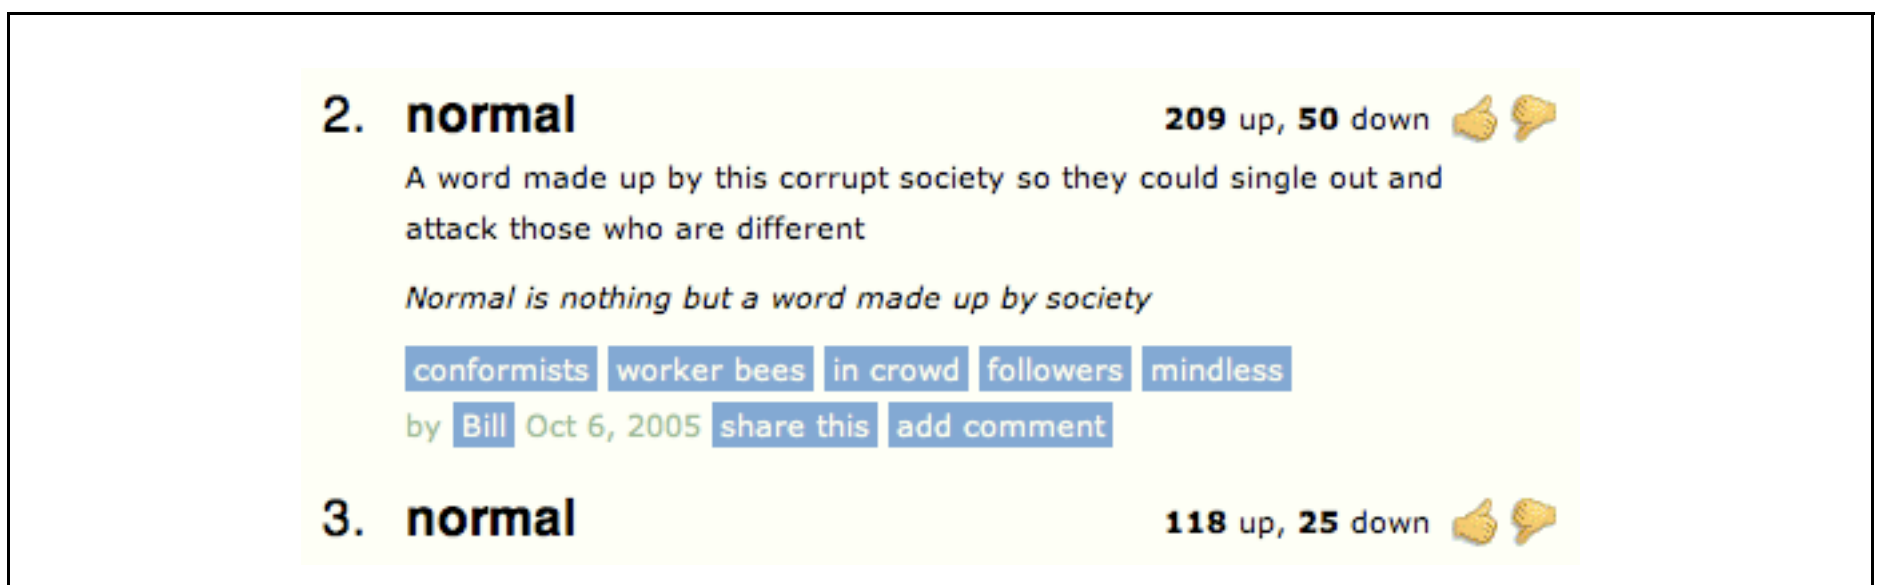 2. normal 209 up, 50 down
A word made up by this corrupt society so they could single out and
attack those who are different
Normal is nothing but a word made up by society
conformists worker bees in crowd followers mindless
by Bill Oct 6, 2005 share this add comment
3. normal 118 up, 25 down